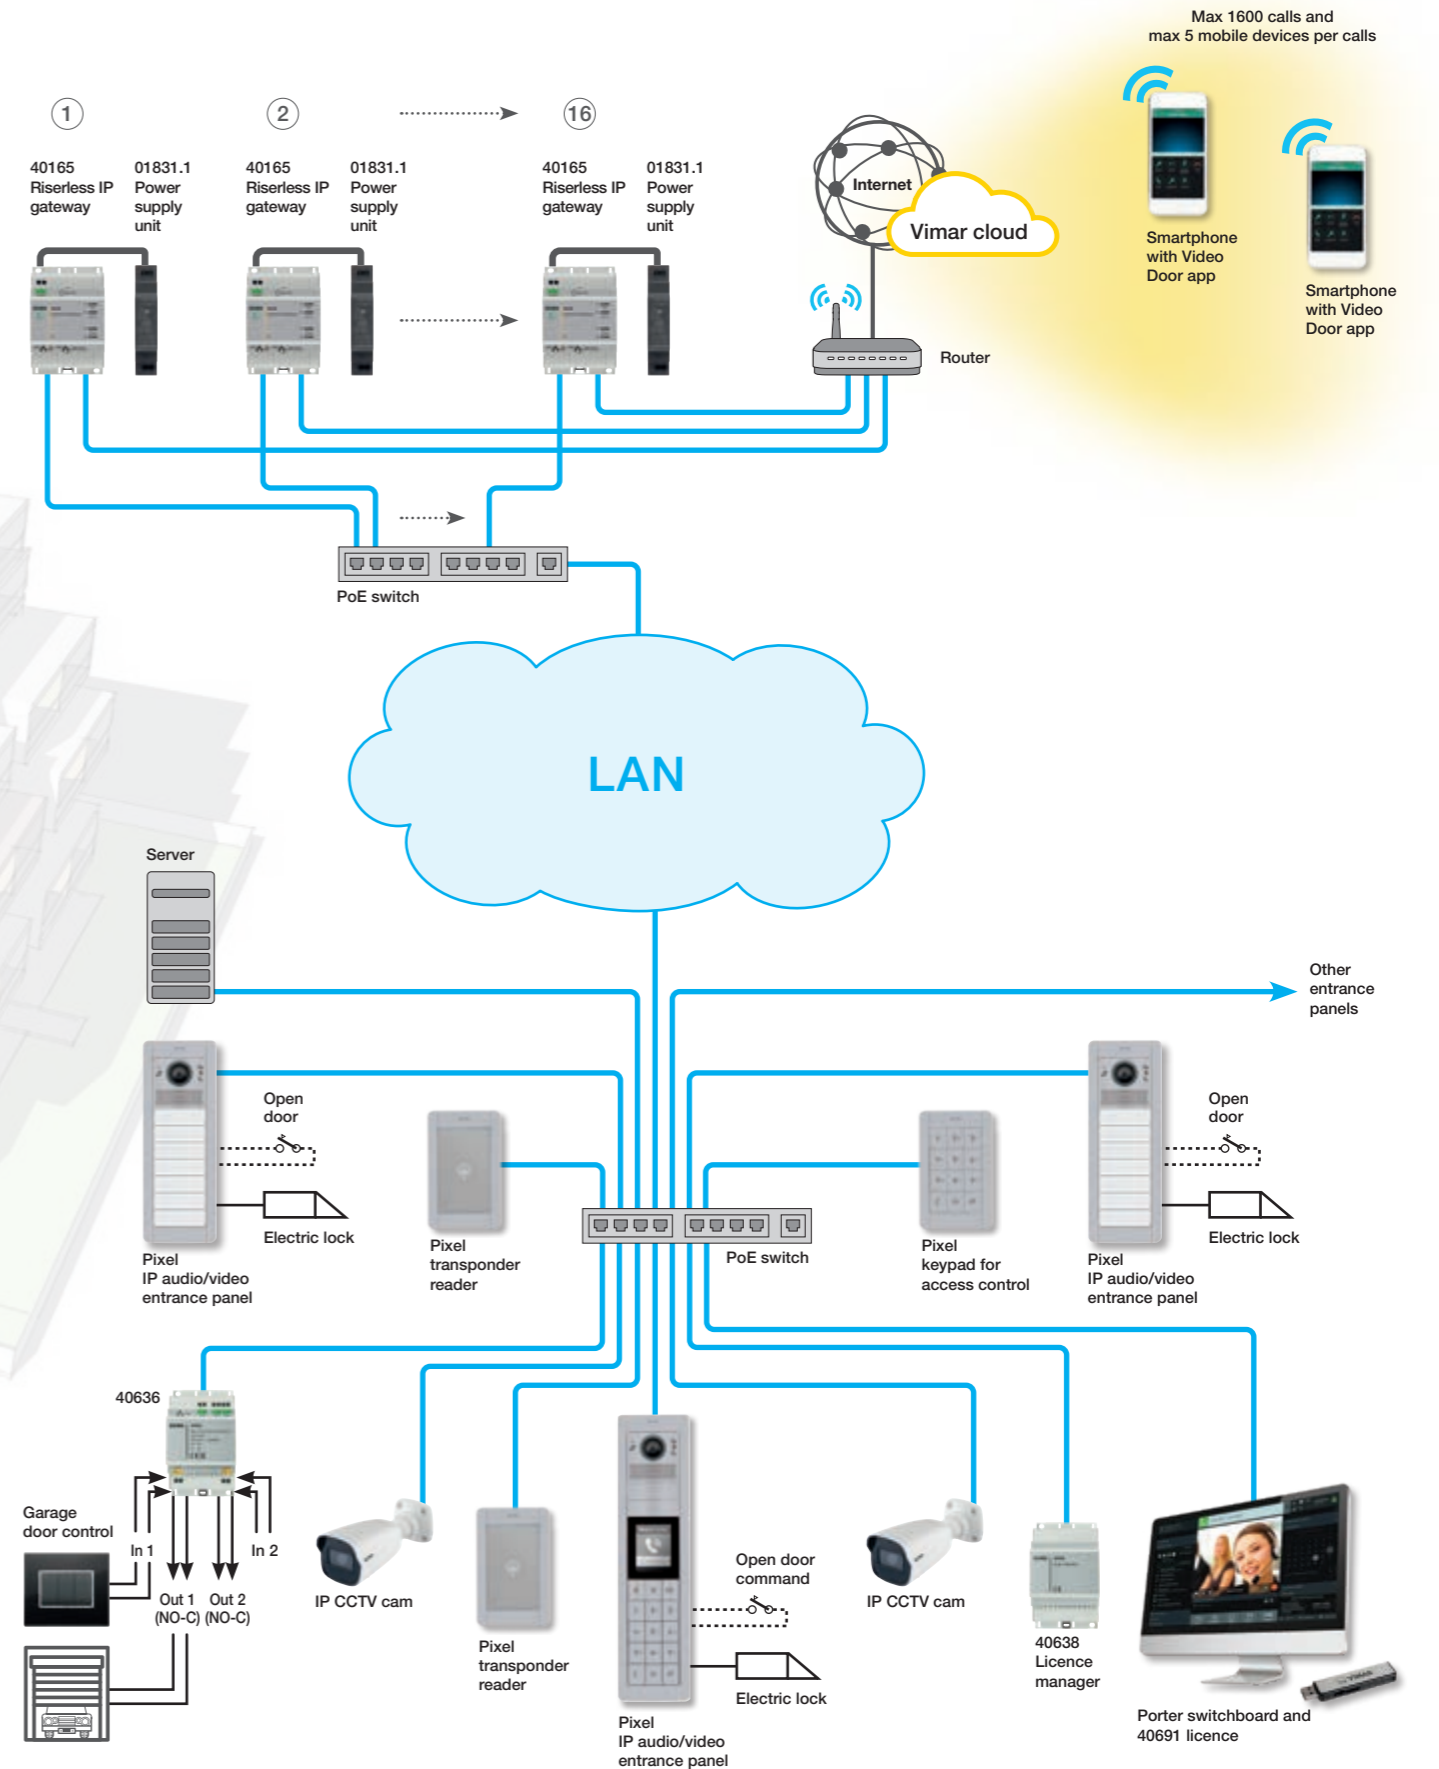 Max 1600 calls and
max 5 mobile devices per calls
1
2
16
40165
Riserless IP
gateway
01831.1
Power
supply
unit
40165
Riserless IP
gateway
01831.1
Power
supply
unit
40165
Riserless IP
gateway
01831.1
Power
supply
unit
Internet
Vimar cloud
Smartphone
with Video
Door app
Smartphone
with Video
Door app
Router
PoE switch
LAN
Server
Other
entrance
panels
Open
door
Electric lock
Pixel
IP audio/video
entrance panel
Pixel
transponder
reader
PoE switch
Pixel
keypad for
access control
Open
door
Electric lock
Pixel
IP audio/video
entrance panel
40636
Garage
door control
In 1
In 2
Out 1
(NO-C)
Out 2
(NO-C)
IP CCTV cam
Pixel
transponder
reader
Open door
command
Electric lock
Pixel
IP audio/video
entrance panel
IP CCTV cam
40638
Licence
manager
VIMAR
Porter switchboard and
40691 licence